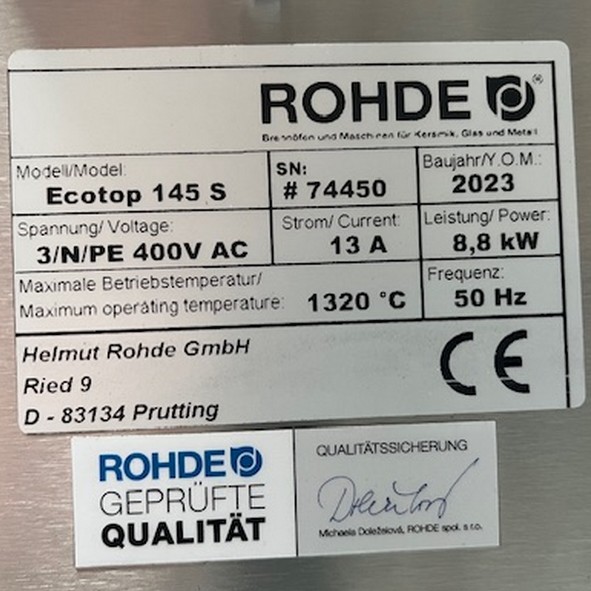 ROHDE ®
Brennöfen und Maschinen für Keramik, Glas und Metall
Modell/Model:
Ecotop 145 S
SN:
# 74450
Baujahr/Y.O.M.:
2023
Spannung/ Voltage:
3/N/PE 400V AC
Strom/ Current:
13 A
Leistung/ Power:
8,8 kW
Maximale Betriebstemperatur/
Maximum operating temperature: 1320 °C
Frequenz:
50 Hz
Helmut Rohde GmbH
Ried 9
D - 83134 Prutting
CE
ROHDE
GEPRÜFTE
QUALITÄT
QUALITÄTSSICHERUNG
Michaela Doležalová, ROHDE spol. s r.o.